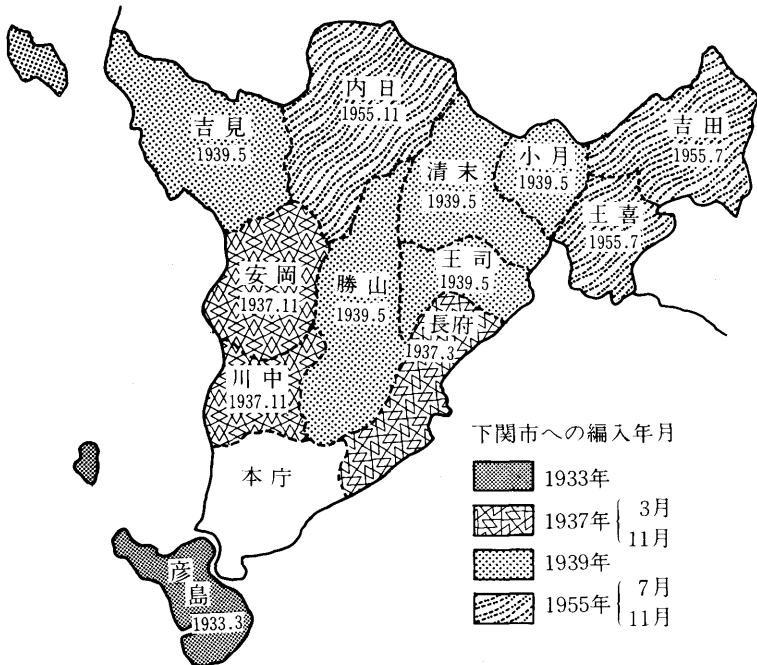 内日
1955.11
吉見
1939.5
吉田
1955.7
小月
1939.5
清末
1939.5
王喜
1955.7
王司
1939.5
安岡
1937.11
勝山
1939.5
長府
1937.3
川中
1937.11
本庁
彦島
1933.3
下関市への編入年月
1933年
1937年 3月
11月
1939年
1955年 7月
11月